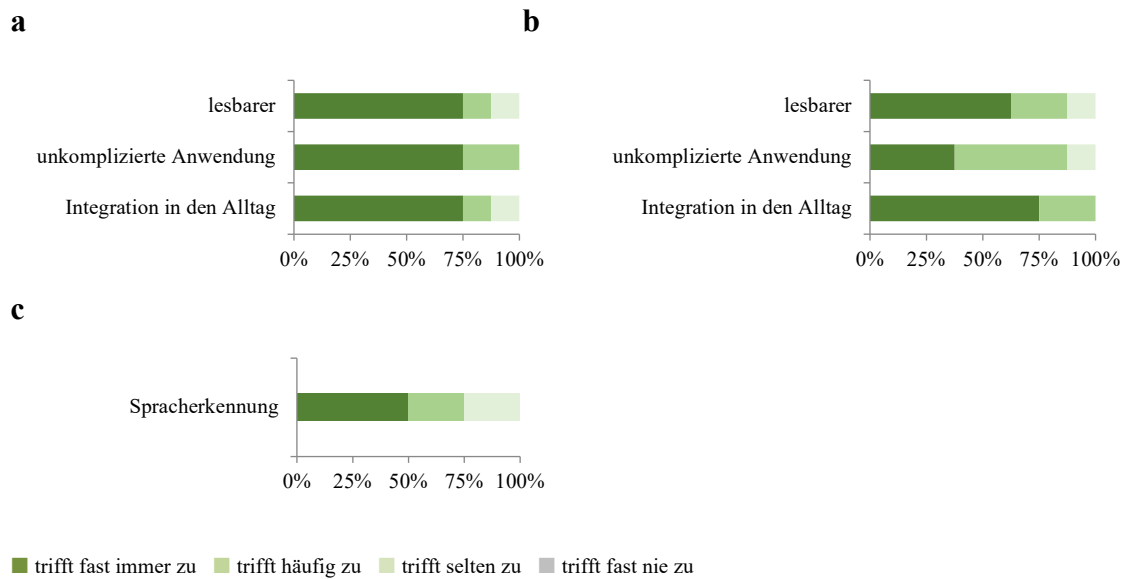 a
lesbarer
unkomplizierte Anwendung
Integration in den Alltag
0% 25% 50% 75% 100%
b
lesbarer
unkomplizierte Anwendung
Integration in den Alltag
0% 25% 50% 75% 100%
c
Spracherkennung
0% 25% 50% 75% 100%
trifft fast immer zu trifft häufig zu trifft selten zu trifft fast nie zu